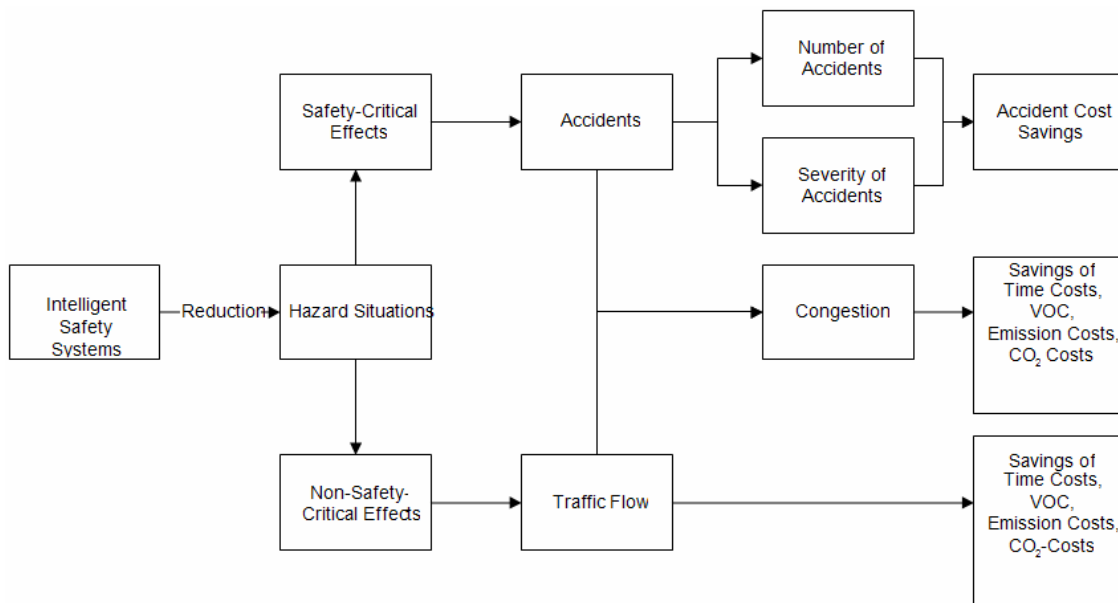 Number of
Accidents
Safety-Critical
Effects
Accidents
Accident Cost
Savings
Severity of
Accidents
Intelligent
Safety
Systems
Reduction
Hazard Situations
Congestion
Savings of
Time Costs,
VOC,
Emission Costs,
CO₂ Costs
Non-Safety-
Critical Effects
Traffic Flow
Savings of
Time Costs,
VOC,
Emission Costs,
CO₂-Costs